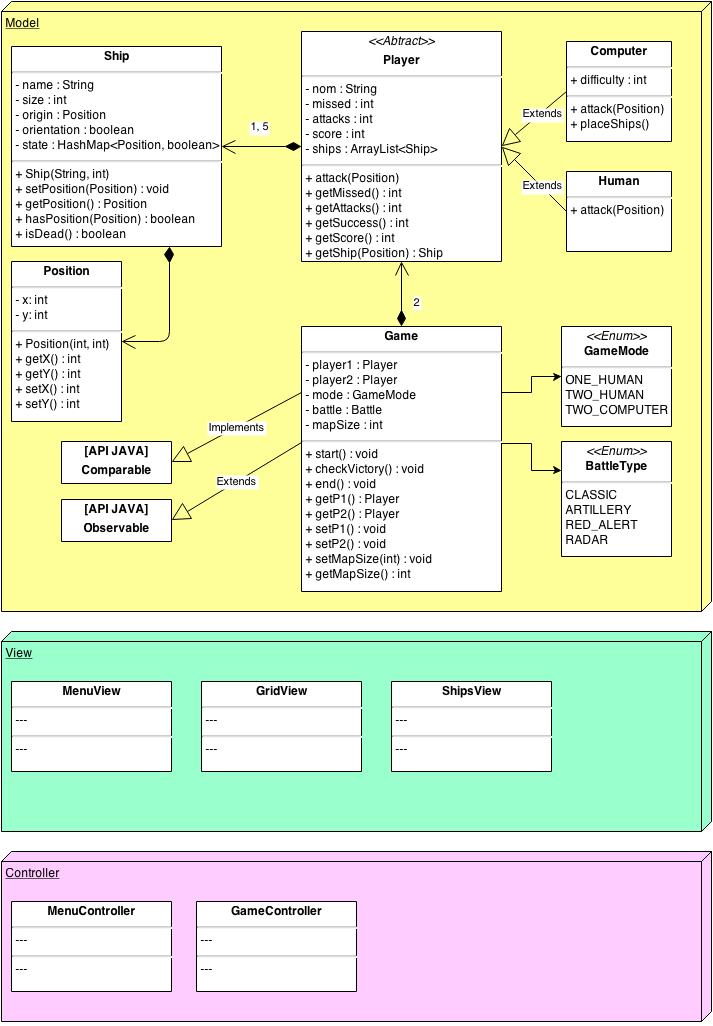 Model
Ship
- name : String
- size : int
- origin : Position
- orientation : boolean
- state : HashMap<Position, boolean>
+ Ship(String, int)
+ setPosition(Position) : void
+ getPosition() : Position
+ hasPosition(Position) : boolean
+ isDead() : boolean
1, 5
<<Abtract>>
Player
- nom : String
- missed : int
- attacks : int
- score : int
- ships : ArrayList<Ship>
+ attack(Position)
+ getMissed() : int
+ getAttacks() : int
+ getSuccess() : int
+ getScore() : int
+ getShip(Position) : Ship
Extends
Extends
Computer
+ difficulty : int
+ attack(Position)
+ placeShips()
Human
+ attack(Position)
Position
- x: int
- y: int
+ Position(int, int)
+ getX() : int
+ getY() : int
+ setX() : int
+ setY() : int
2
Game
- player1 : Player
- player2 : Player
- mode : GameMode
- battle : Battle
- mapSize : int
+ start() : void
+ checkVictory() : void
+ end() : void
+ getP1() : Player
+ getP2() : Player
+ setP1() : void
+ setP2() : void
+ setMapSize(int) : void
+ getMapSize() : int
<<Enum>>
GameMode
ONE_HUMAN
TWO_HUMAN
TWO_COMPUTER
<<Enum>>
BattleType
CLASSIC
ARTILLERY
RED_ALERT
RADAR
Implements
Extends
[API JAVA]
Comparable
[API JAVA]
Observable
View
MenuView
---
---
GridView
---
---
ShipsView
---
---
Controller
MenuController
---
---
GameController
---
---